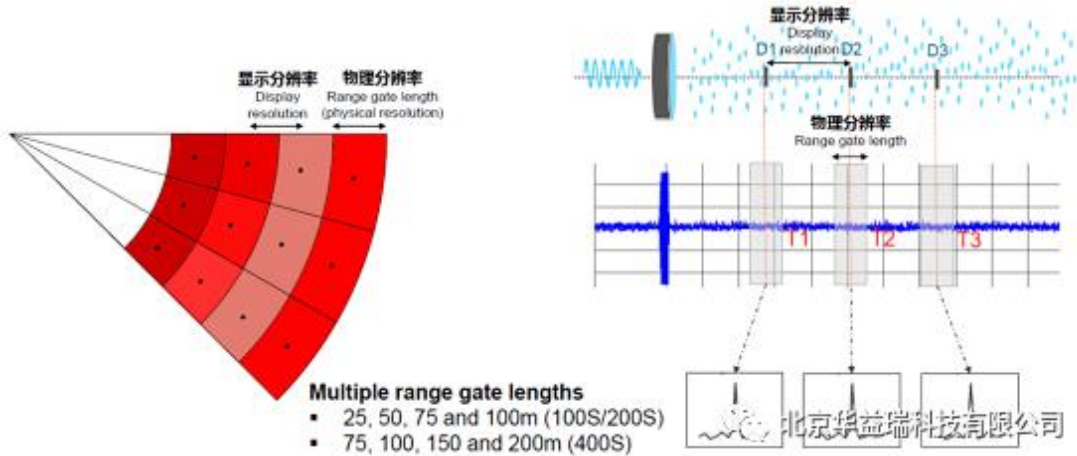 显示分辨率
Display
resolution
物理分辨率
Range gate length
(physical resolution)
Multiple range gate lengths
▪ 25, 50, 75 and 100m (100S/200S)
▪ 75, 100, 150 and 200m (400S)
显示分辨率
Display
D1 resolution D2 D3
物理分辨率
Range gate length
T1 T2 T3
北京华益瑞科技有限公司